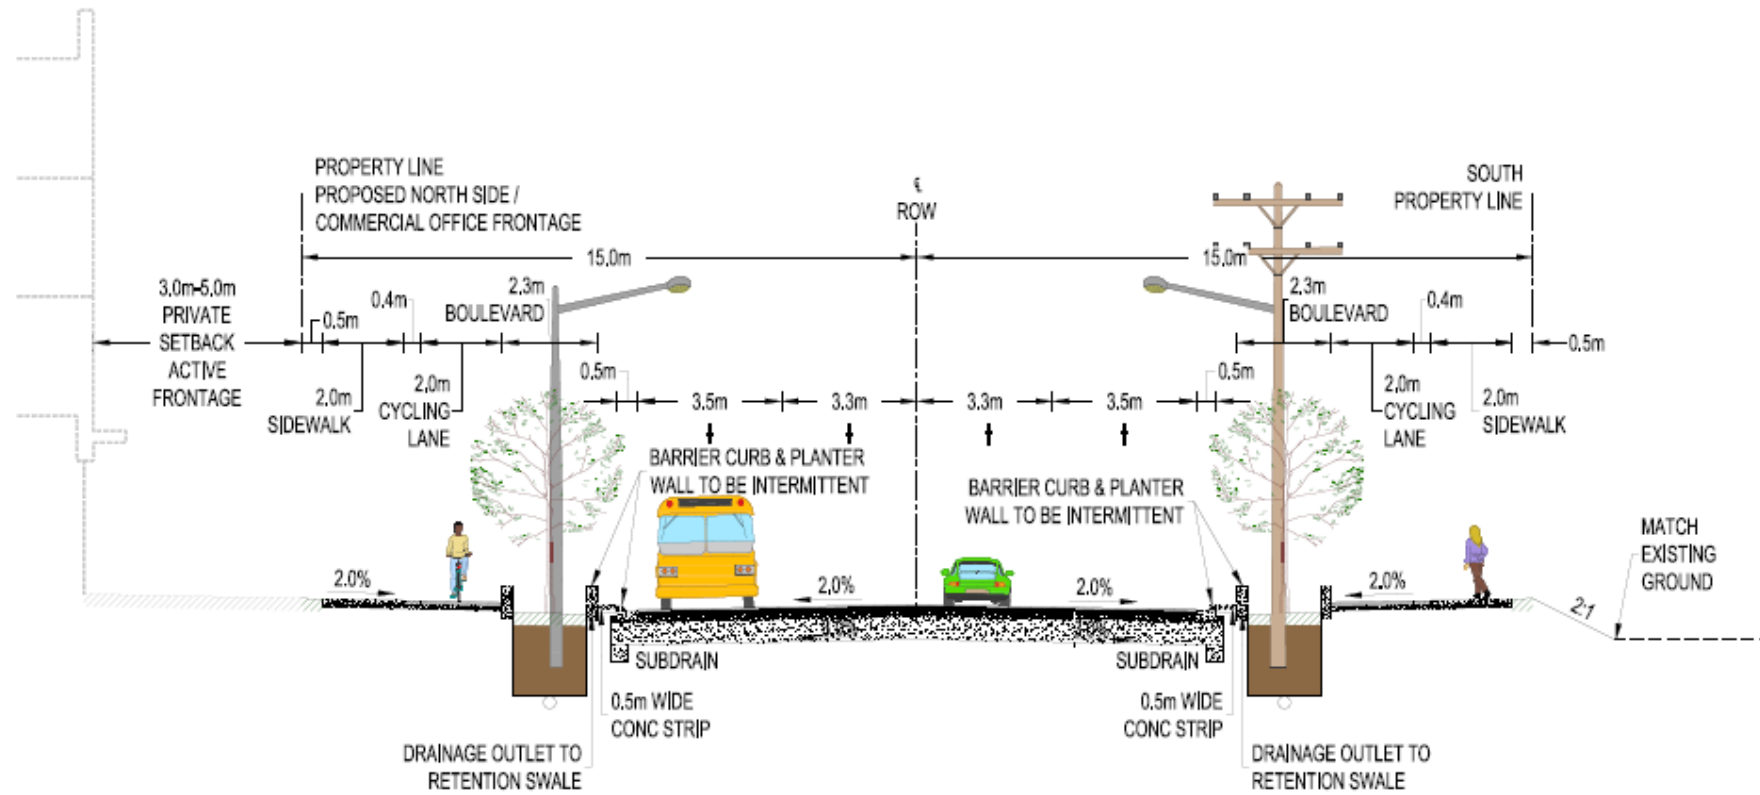 PROPERTY LINE
PROPOSED NORTH SIDE /
COMMERCIAL OFFICE FRONTAGE
℄
ROW
SOUTH
PROPERTY LINE
15.0m
15.0m
3.0m-5.0m
PRIVATE
SETBACK
ACTIVE
FRONTAGE
0.5m
0.4m
2.3m
BOULEVARD
2.3m
BOULEVARD
0.4m
0.5m
2.0m
SIDEWALK
2.0m
CYCLING
LANE
0.5m
3.5m
3.3m
3.3m
3.5m
0.5m
2.0m
CYCLING
LANE
2.0m
SIDEWALK
BARRIER CURB & PLANTER
WALL TO BE INTERMITTENT
BARRIER CURB & PLANTER
WALL TO BE INTERMITTENT
MATCH
EXISTING
GROUND
2.0%
2.0%
2.0%
2.0%
2:1
SUBDRAIN
SUBDRAIN
0.5m WIDE
CONC STRIP
0.5m WIDE
CONC STRIP
DRAINAGE OUTLET TO
RETENTION SWALE
DRAINAGE OUTLET TO
RETENTION SWALE